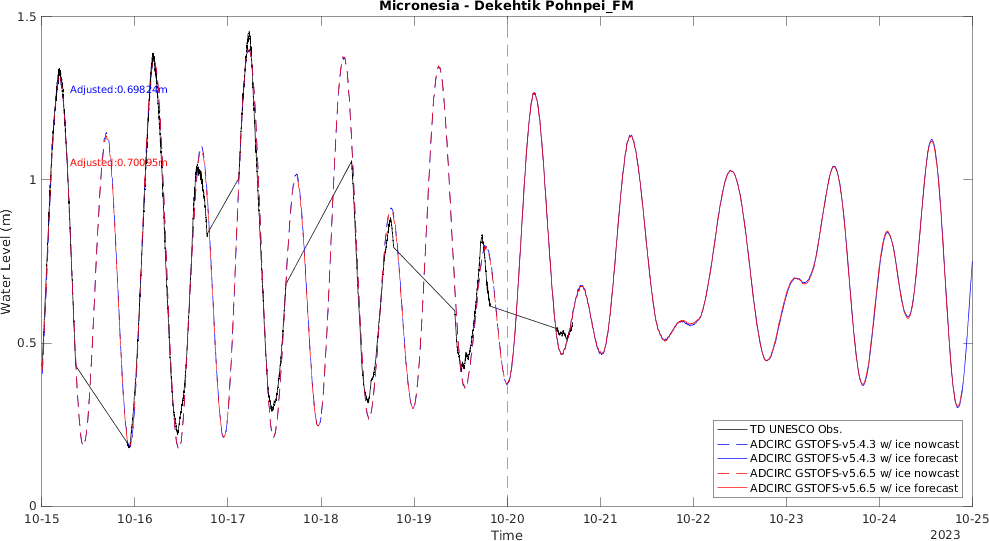 Micronesia - Dekehtik Pohnpei_FM
1.5
Adjusted:0.69824m
Adjusted:0.70095m
1
Water Level (m)
0.5
TD UNESCO Obs.
ADCIRC GSTOFS-v5.4.3 w/ ice nowcast
ADCIRC GSTOFS-v5.4.3 w/ ice forecast
ADCIRC GSTOFS-v5.6.5 w/ ice nowcast
ADCIRC GSTOFS-v5.6.5 w/ ice forecast
0
10-15 10-16 10-17 10-18 10-19 10-20 10-21 10-22 10-23 10-24 10-25
Time 2023